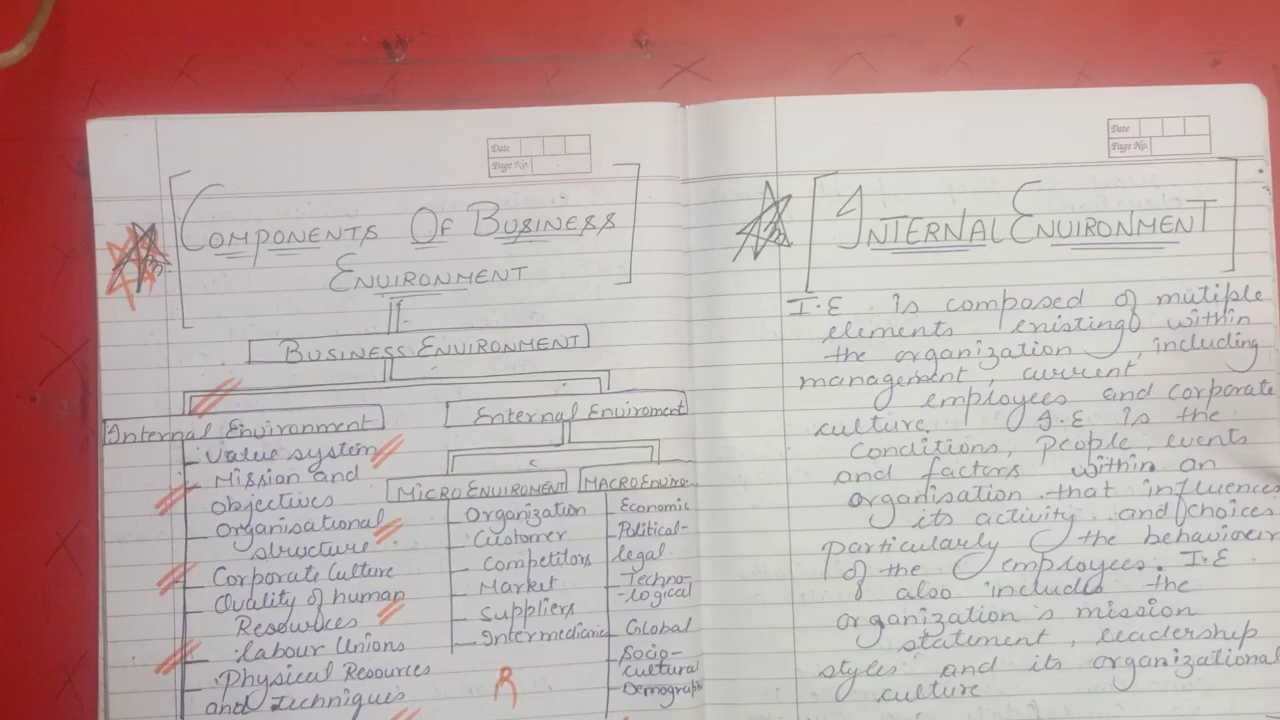 Date
Page No.
COMPONENTS OF BUSINESS
ENVIRONMENT
BUSINESS ENVIRONMENT
Internal Environment
Value system
Mission and
objectives
Organisational
structure
Corporate Culture
Quality of human
Resources
Labour Unions
Physical Resources
and Techniques
External Enviroment
MICRO ENVIROMENT
Organization
Customer
Competitors
Market
Suppliers
Intermediarie
MACRO ENVIRO
Economic
Political-
legal
Techno-
-logical
Global
Socio-
cultural
Demograph
R
Date
Page No.
INTERNAL ENVIRONMENT
I.E is composed of mutiple
elements existing within
the organization, including
management, current
employees and corporate
culture. I.E is the
conditions, people, events
and factors within an
organisation that influences
its activity and choices
particularly the behaviour
of the employees. I.E
also includes the
organization's mission
statement, leadership
styles and its organizational
culture